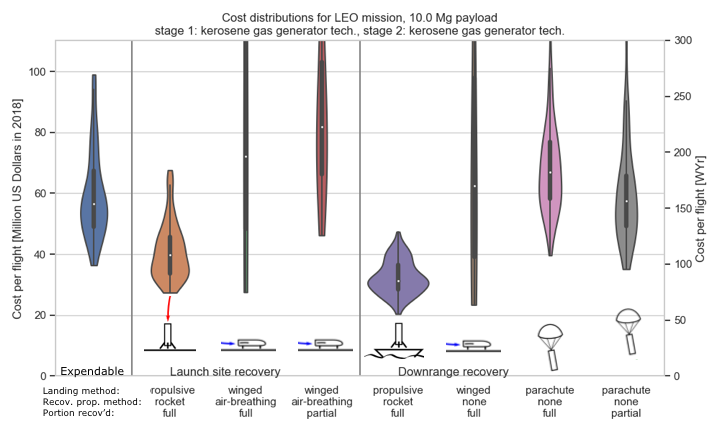 Cost distributions for LEO mission, 10.0 Mg payload
stage 1: kerosene gas generator tech., stage 2: kerosene gas generator tech.
Cost per flight [Million US Dollars in 2018]
100
80
60
40
20
0
300
250
200
150
100
50
0
Cost per flight [WYr]
Expendable
Launch site recovery
Downrange recovery
Landing method: ropulsive winged winged propulsive winged parachute parachute
Recov. prop. method: rocket air-breathing air-breathing rocket none none none
Portion recov'd: full full partial full full full partial